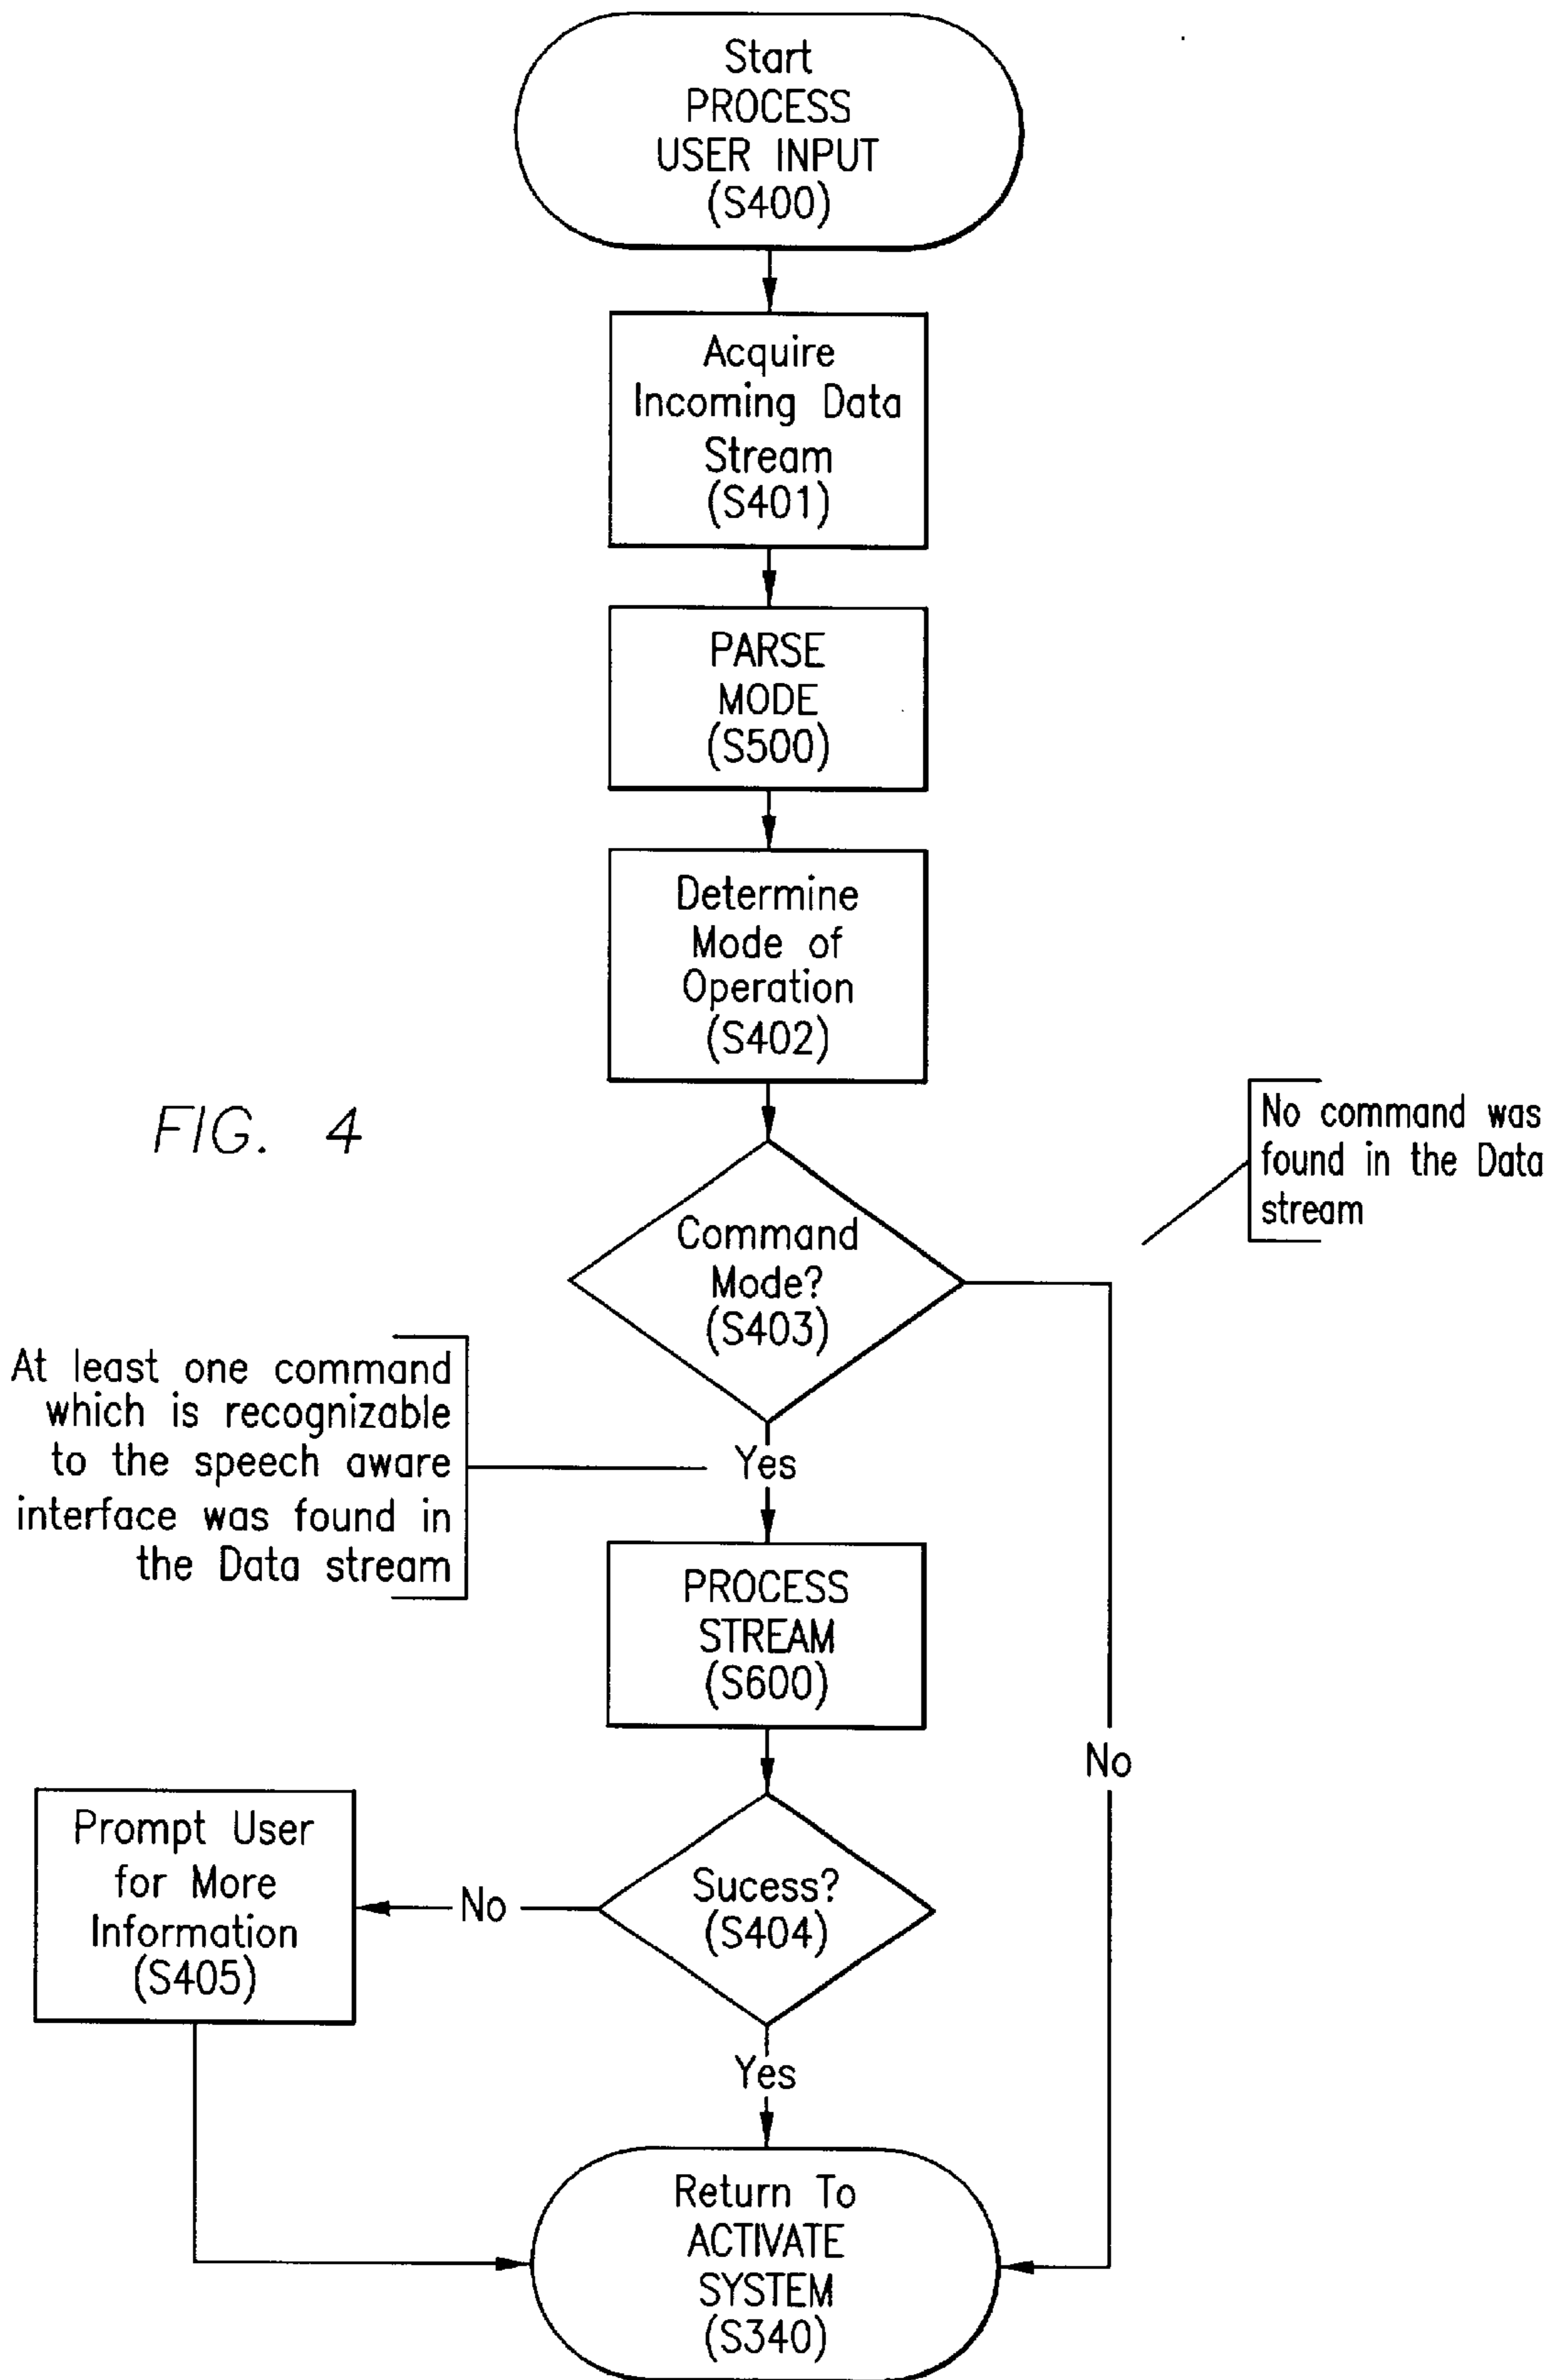 Start
PROCESS
USER INPUT
(S400)
Acquire
Incoming Data
Stream
(S401)
PARSE
MODE
(S500)
Determine
Mode of
Operation
(S402)
FIG. 4
No command was
found in the Data
stream
Command
Mode?
(S403)
At least one command
which is recognizable
to the speech aware
interface was found in
the Data stream
Yes
PROCESS
STREAM
(S600)
No
Prompt User
for More
Information
(S405)
No
Sucess?
(S404)
Yes
Return To
ACTIVATE
SYSTEM
(S340)